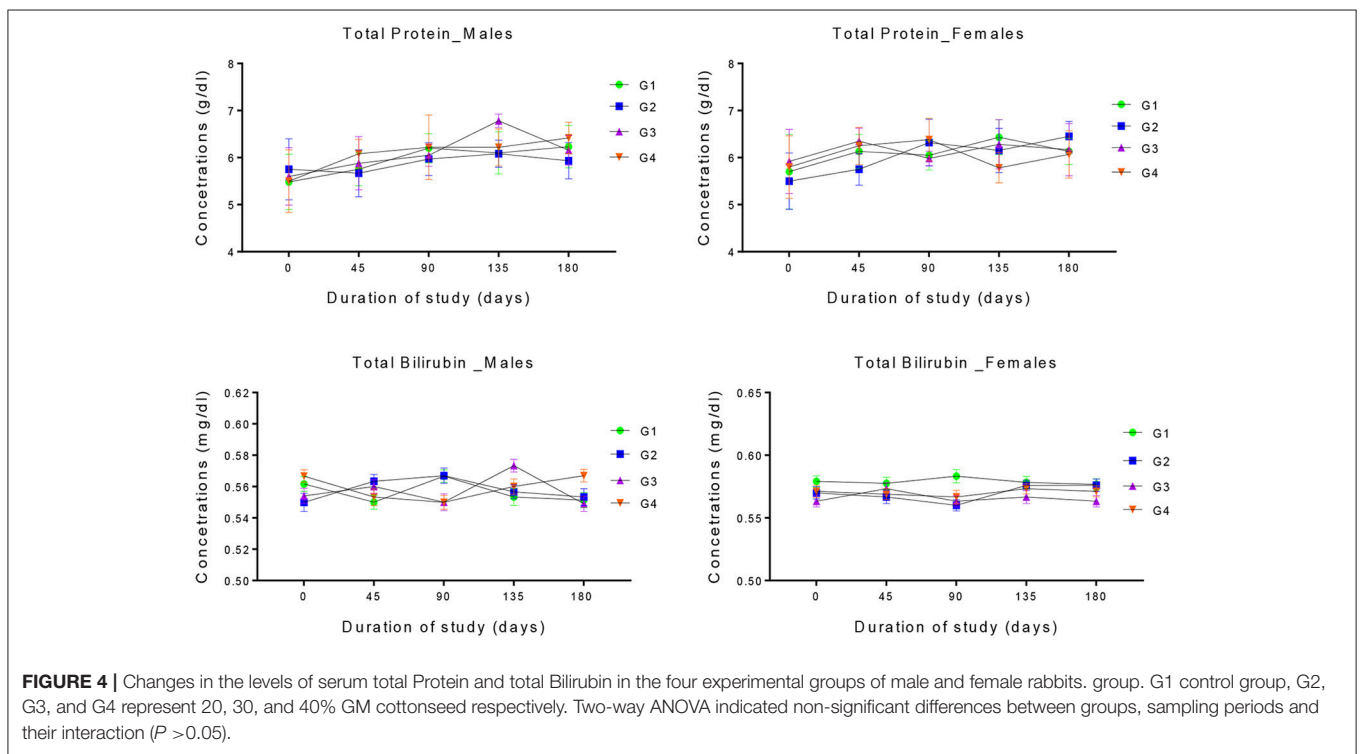 Total Protein_Males
Concetrations (g/dl)
8
7
6
5
4
0 45 90 135 180
Duration of study (days)
G1
G2
G3
G4
Total Protein_Females
Concetrations (g/dl)
8
7
6
5
4
0 45 90 135 180
Duration of study (days)
G1
G2
G3
G4
Total Bilirubin _Males
Concetrations (mg/dl)
0.62
0.60
0.58
0.56
0.54
0.52
0.50
0 45 90 135 180
Duration of study (days)
G1
G2
G3
G4
Total Bilirubin _Females
Concetrations (mg/dl)
0.65
0.60
0.55
0.50
0 45 90 135 180
Duration of study (days)
G1
G2
G3
G4
FIGURE 4 | Changes in the levels of serum total Protein and total Bilirubin in the four experimental groups of male and female rabbits. group. G1 control group, G2,
G3, and G4 represent 20, 30, and 40% GM cottonseed respectively. Two-way ANOVA indicated non-significant differences between groups, sampling periods and
their interaction (P >0.05).